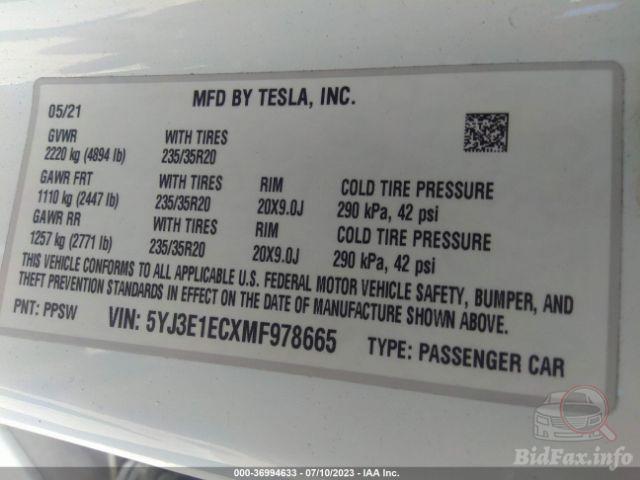 MFD BY TESLA, INC.
05/21
GVWR WITH TIRES
2220 kg (4894 lb) 235/35R20
GAWR FRT WITH TIRES RIM COLD TIRE PRESSURE
1110 kg (2447 lb) 235/35R20 20X9.0J 290 kPa, 42 psi
GAWR RR WITH TIRES RIM COLD TIRE PRESSURE
1257 kg (2771 lb) 235/35R20 20X9.0J 290 kPa, 42 psi
THIS VEHICLE CONFORMS TO ALL APPLICABLE U.S. FEDERAL MOTOR VEHICLE SAFETY, BUMPER, AND
THEFT PREVENTION STANDARDS IN EFFECT ON THE DATE OF MANUFACTURE SHOWN ABOVE.
PNT: PPSW VIN: 5YJ3E1ECXMF978665 TYPE: PASSENGER CAR
BidFax.info
000-36994633 - 07/10/2023 - IAA Inc.